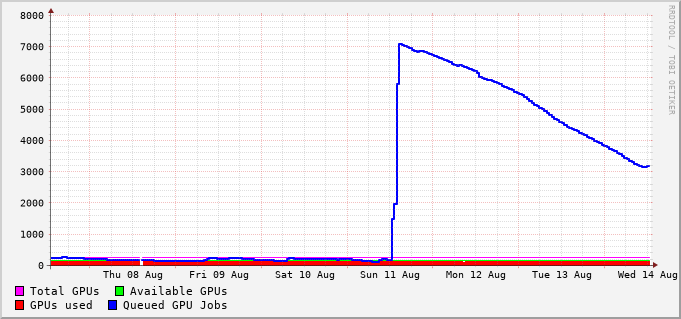 8000
7000
6000
5000
4000
3000
2000
1000
0
Thu 08 Aug Fri 09 Aug Sat 10 Aug Sun 11 Aug Mon 12 Aug Tue 13 Aug Wed 14 Aug
Total GPUs Available GPUs
GPUs used Queued GPU Jobs
RRDTOOL / TOBI OETIKER